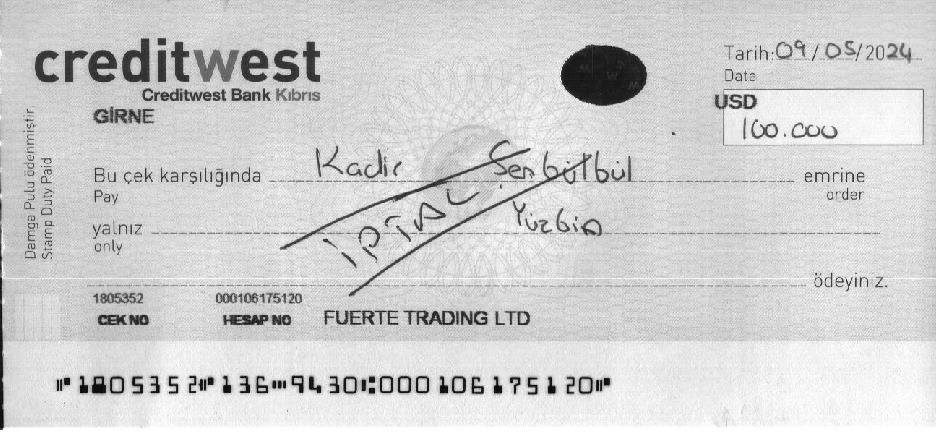 creditwest
Creditwest Bank Kıbrıs
GİRNE
Tarih: 09/05/2024
Date
USD
100.000
Damga Pulu ödenmiştir
Stamp Duty Paid
Bu çek karşılığında Kadir Şenbülbül emrine
Pay order
yalnız Yüzbin
only
İPTAL
ödeyiniz.
1805352 000106175120
CEK NO HESAP NO FUERTE TRADING LTD
⑈1805352⑈136⑉9430⑆000106175120⑈